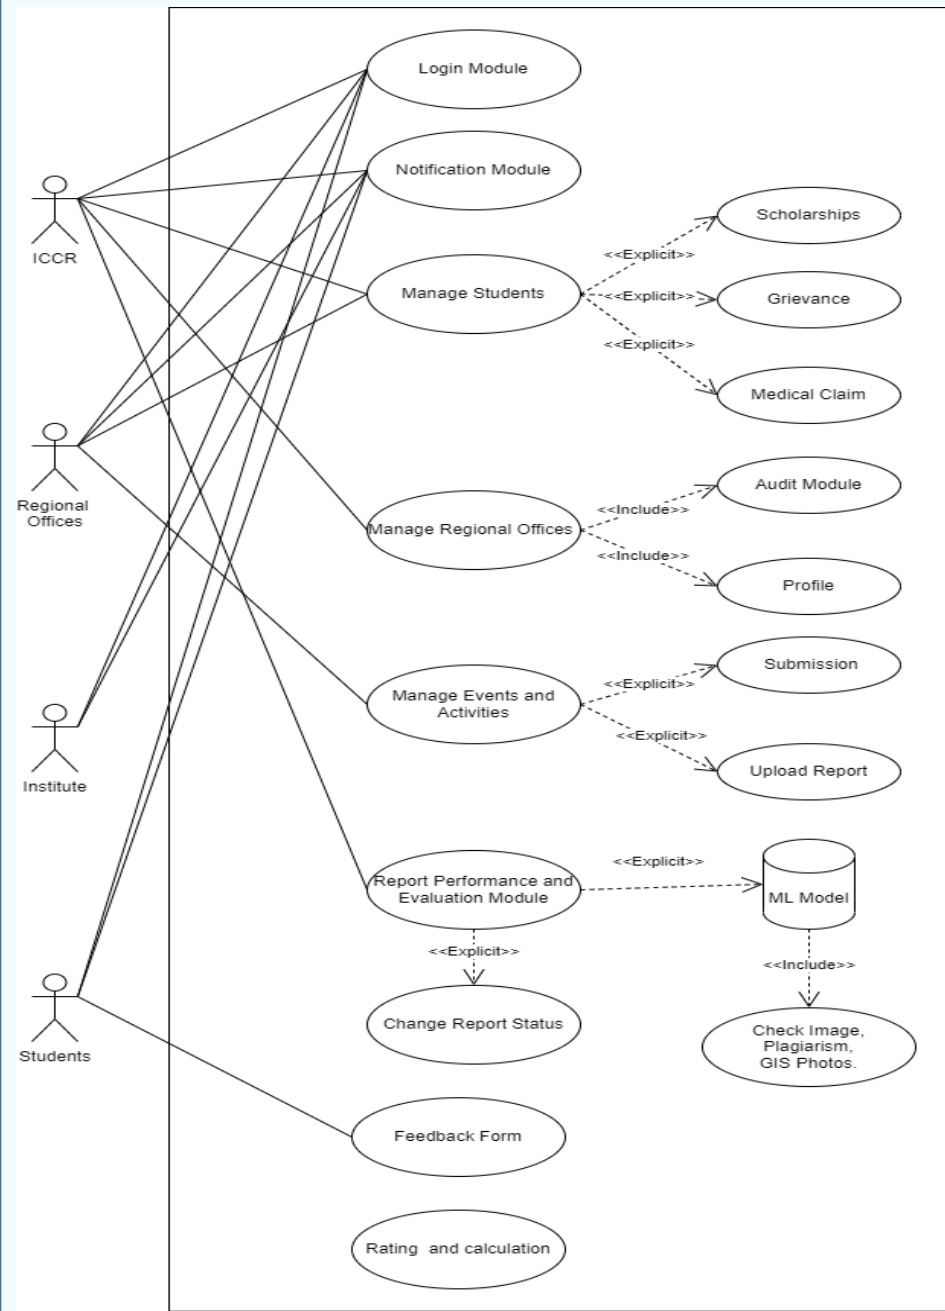 Login Module
Notification Module
ICCR
Scholarships
<<Explicit>>
Manage Students
<<Explicit>>
Grievance
<<Explicit>>
Medical Claim
Regional
Offices
Audit Module
<<Include>>
Manage Regional Offices
<<Include>>
Profile
Submission
<<Explicit>>
Manage Events and
Activities
<<Explicit>>
Upload Report
Institute
<<Explicit>>
Report Performance and
Evaluation Module
ML Model
<<Explicit>>
<<Include>>
Change Report Status
Check Image,
Plagiarism,
GIS Photos.
Students
Feedback Form
Rating  and calculation